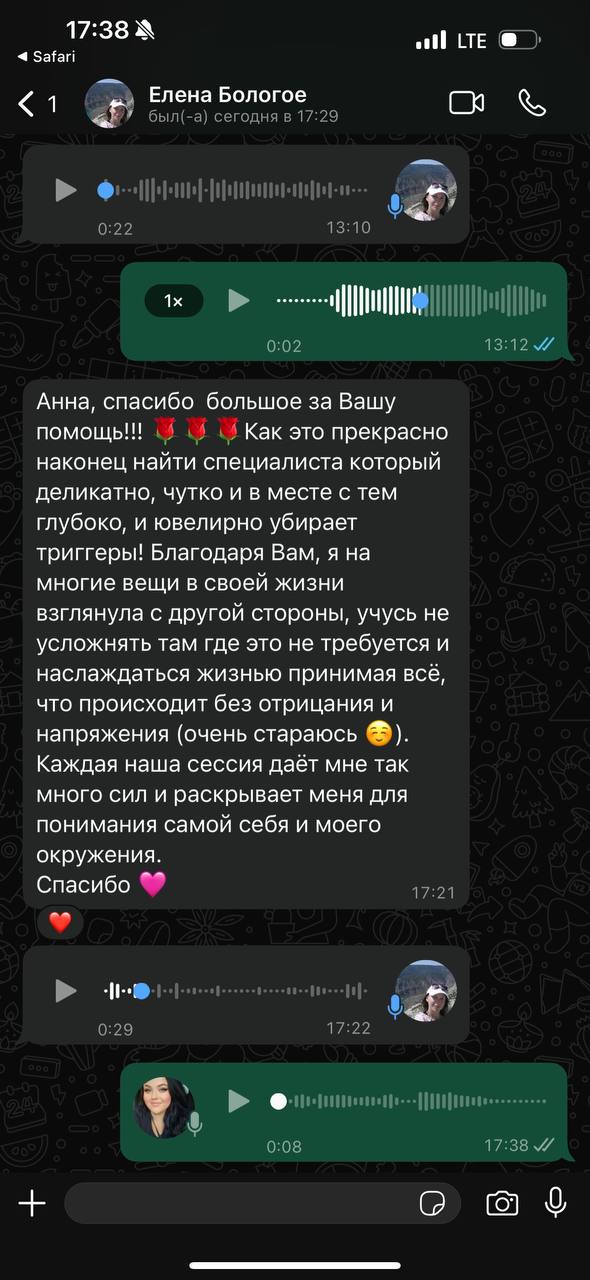 17:38
LTE
Safari
1
Елена Бологое
был(-а) сегодня в 17:29
0:22
13:10
1×
0:02
13:12
Анна, спасибо  большое за Вашу
помощь!!! 🌹🌹🌹Как это прекрасно
наконец найти специалиста который
деликатно, чутко и в месте с тем
глубоко, и ювелирно убирает
триггеры! Благодаря Вам, я на
многие вещи в своей жизни
взглянула с другой стороны, учусь не
усложнять там где это не требуется и
наслаждаться жизнью принимая всё,
что происходит без отрицания и
напряжения (очень стараюсь ☺️).
Каждая наша сессия даёт мне так
много сил и раскрывает меня для
понимания самой себя и моего
окружения.
Спасибо 🩷
17:21
❤️
0:29
17:22
0:08
17:38